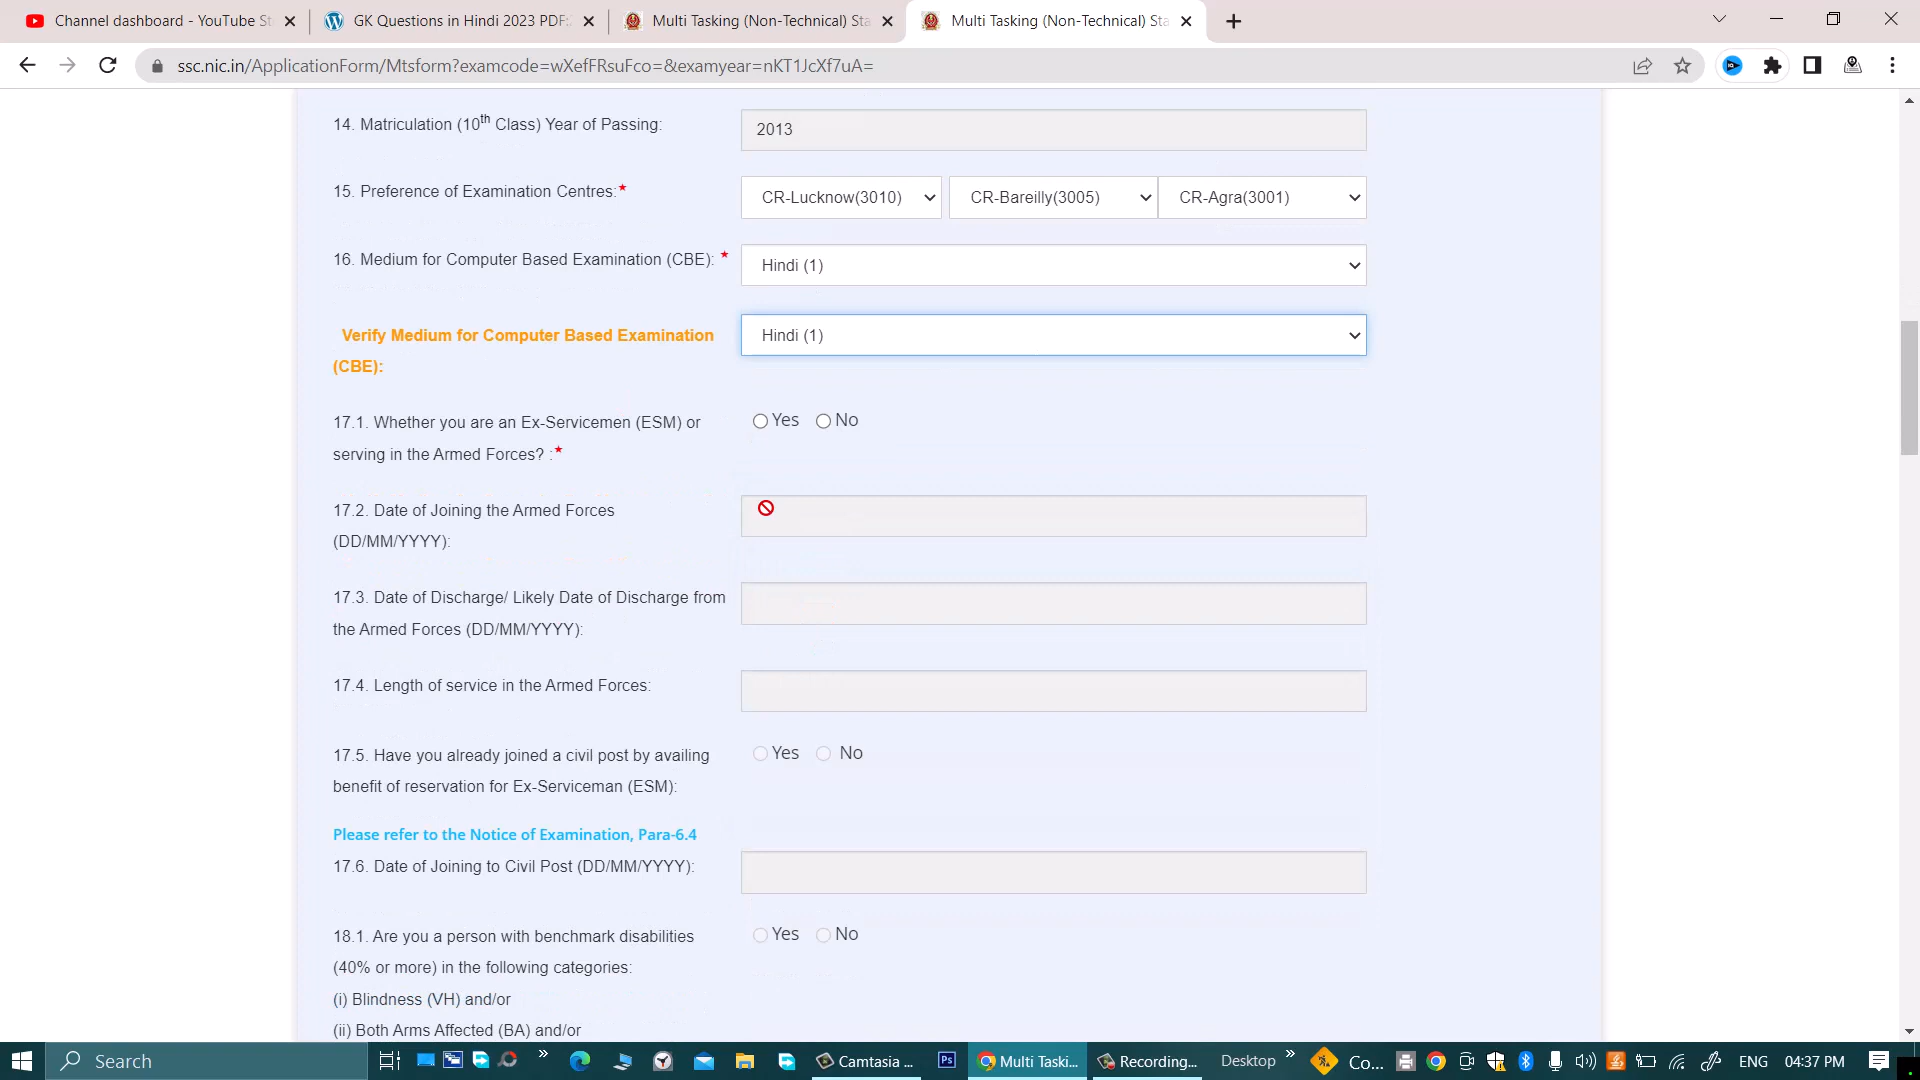 Channel dashboard - YouTube St
GK Questions in Hindi 2023 PDF:
Multi Tasking (Non-Technical) Sta
Multi Tasking (Non-Technical) Sta
ssc.nic.in/ApplicationForm/Mtsform?examcode=wXefFRsuFco=&examyear=nKT1JcXf7uA=
14. Matriculation (10th Class) Year of Passing:
2013
15. Preference of Examination Centres:*
CR-Lucknow(3010)
CR-Bareilly(3005)
CR-Agra(3001)
16. Medium for Computer Based Examination (CBE): *
Hindi (1)
Verify Medium for Computer Based Examination
(CBE):
Hindi (1)
17.1. Whether you are an Ex-Servicemen (ESM) or
serving in the Armed Forces? :*
Yes No
17.2. Date of Joining the Armed Forces
(DD/MM/YYYY):
17.3. Date of Discharge/ Likely Date of Discharge from
the Armed Forces (DD/MM/YYYY):
17.4. Length of service in the Armed Forces:
17.5. Have you already joined a civil post by availing
benefit of reservation for Ex-Serviceman (ESM):
Yes No
Please refer to the Notice of Examination, Para-6.4
17.6. Date of Joining to Civil Post (DD/MM/YYYY):
18.1. Are you a person with benchmark disabilities
(40% or more) in the following categories:
(i) Blindness (VH) and/or
(ii) Both Arms Affected (BA) and/or
Yes No
Search
Camtasia ...
Ps
Multi Taski...
Recording...
Desktop
Co...
ENG
04:37 PM